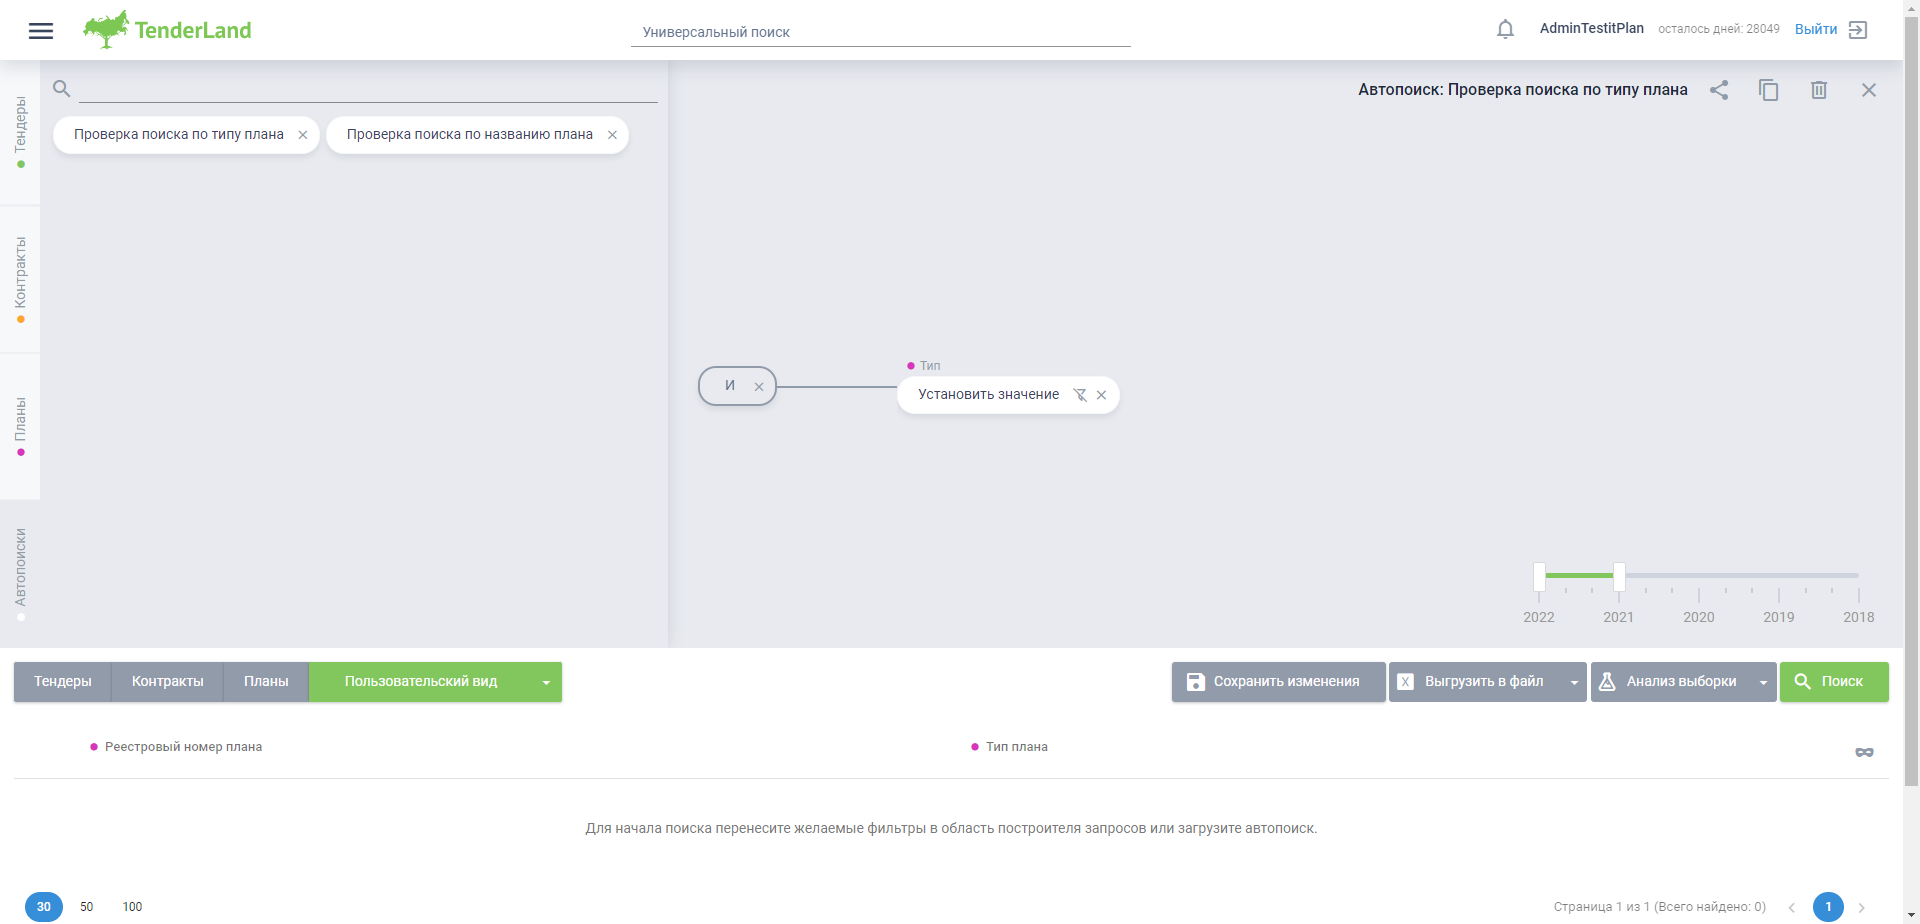 TenderLand
Универсальный поиск
AdminTestitPlan
осталось дней: 28049
Выйти
Тендеры
Контракты
Планы
Автопоиски
Проверка поиска по типу плана
Проверка поиска по названию плана
Автопоиск: Проверка поиска по типу плана
И
Тип
Установить значение
2022 2021 2020 2019 2018
Тендеры
Контракты
Планы
Пользовательский вид
Сохранить изменения
X Выгрузить в файл
Анализ выборки
Поиск
Реестровый номер плана
Тип плана
Для начала поиска перенесите желаемые фильтры в область построителя запросов или загрузите автопоиск.
30 50 100
Страница 1 из 1 (Всего найдено: 0)
1